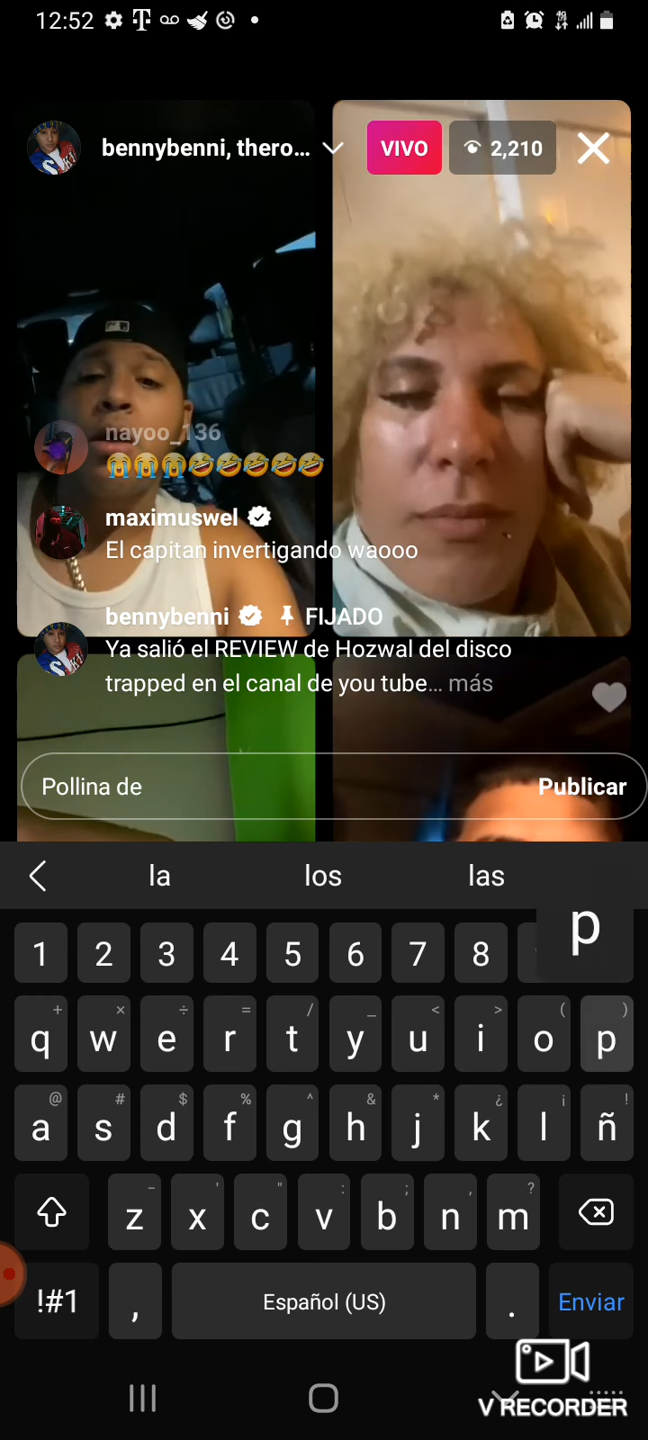 12:52
bennybenni, thero...
VIVO
2,210
nayoo_136
😭😭😭🤣🤣🤣🤣🤣
maximuswel
El capitan invertigando waooo
bennybenni FIJADO
Ya salió el REVIEW de Hozwal del disco
trapped en el canal de you tube... más
Pollina de
Publicar
la los las
p
1 2 3 4 5 6 7 8
+ × ÷ = / _ < > ( )
q w e r t y u i o p
@ # $ % ^ & * ¿ ¡ !
a s d f g h j k l ñ
- ' " : ; , ?
z x c v b n m
!#1 , Español (US) . Enviar
V RECORDER